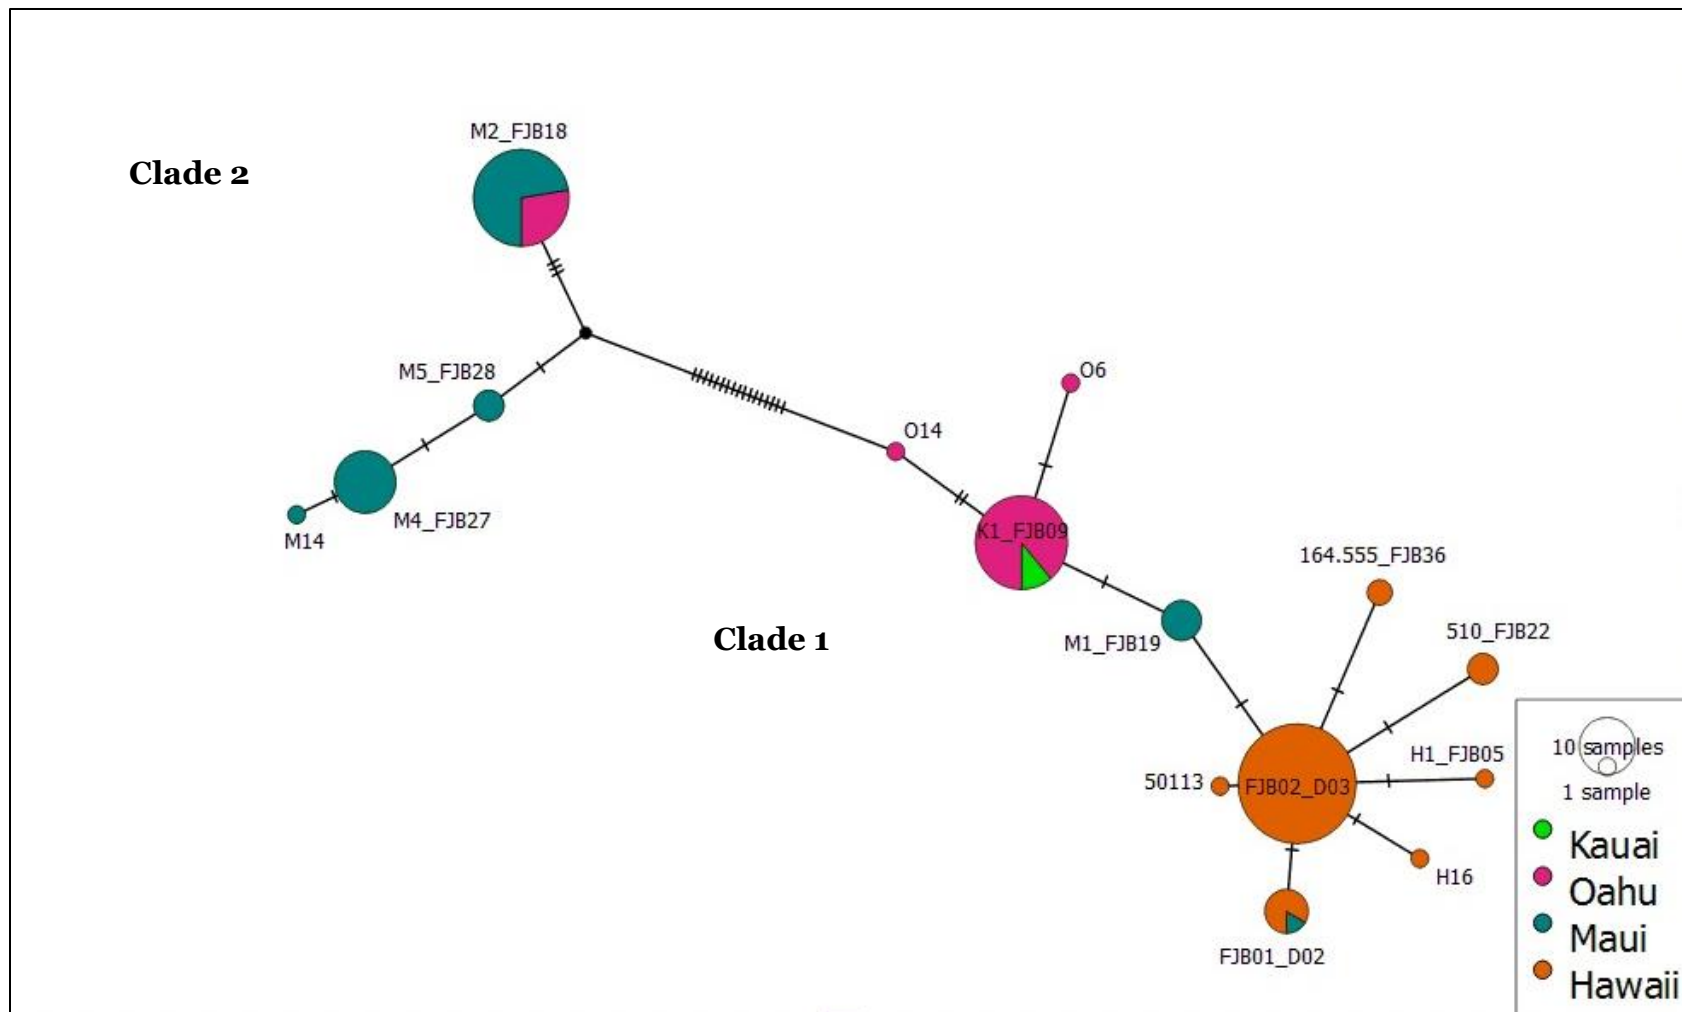 M2_FJB18
Clade 2
M5_FJB28
O6
O14
M4_FJB27
M14
K1_FJB09
164.555_FJB36
Clade 1
M1_FJB19
510_FJB22
H1_FJB05
50113
FJB02_D03
H16
FJB01_D02
10 samples
1 sample
Kauai
Oahu
Maui
Hawaii